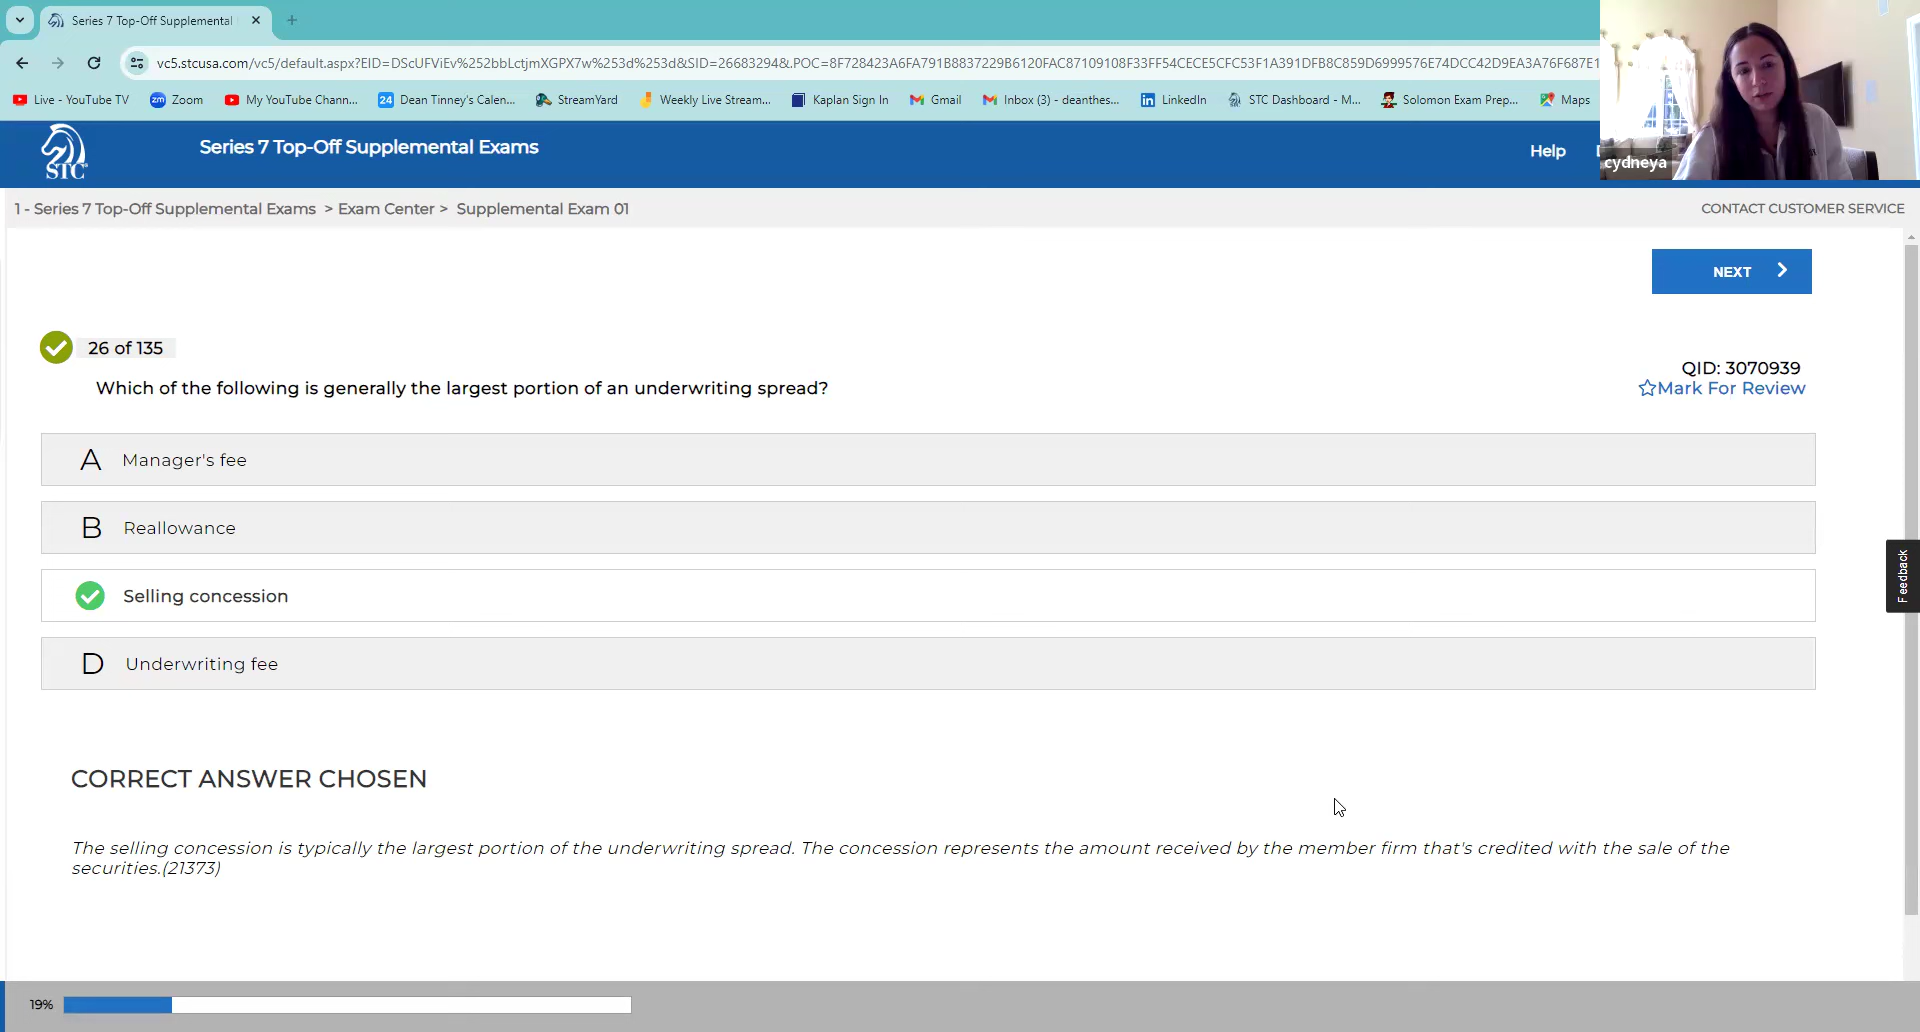 Series 7 Top-Off Supplemental
vc5.stcusa.com/vc5/default.aspx?EID=DScUFViEv%252bbLctjmXGPX7w%253d%253d&SID=26683294&.POC=8F728423A6FA791B8837229B6120FAC87109108F33FF54CECE5CFC53F1A391DFB8C859D6999576E74DCC42D9EA3A76F687E1
Live - YouTube TV
Zoom
My YouTube Chann...
24 Dean Tinney's Calen...
StreamYard
Weekly Live Stream...
Kaplan Sign In
Gmail
Inbox (3) - deanthes...
LinkedIn
STC Dashboard - M...
Solomon Exam Prep...
Maps
STC
Series 7 Top-Off Supplemental Exams
Help
cydneya
1 - Series 7 Top-Off Supplemental Exams > Exam Center > Supplemental Exam 01
CONTACT CUSTOMER SERVICE
NEXT
26 of 135
QID: 3070939
Which of the following is generally the largest portion of an underwriting spread?
Mark For Review
A Manager's fee
B Reallowance
Selling concession
D Underwriting fee
Feedback
CORRECT ANSWER CHOSEN
The selling concession is typically the largest portion of the underwriting spread. The concession represents the amount received by the member firm that's credited with the sale of the
securities.(21373)
19%